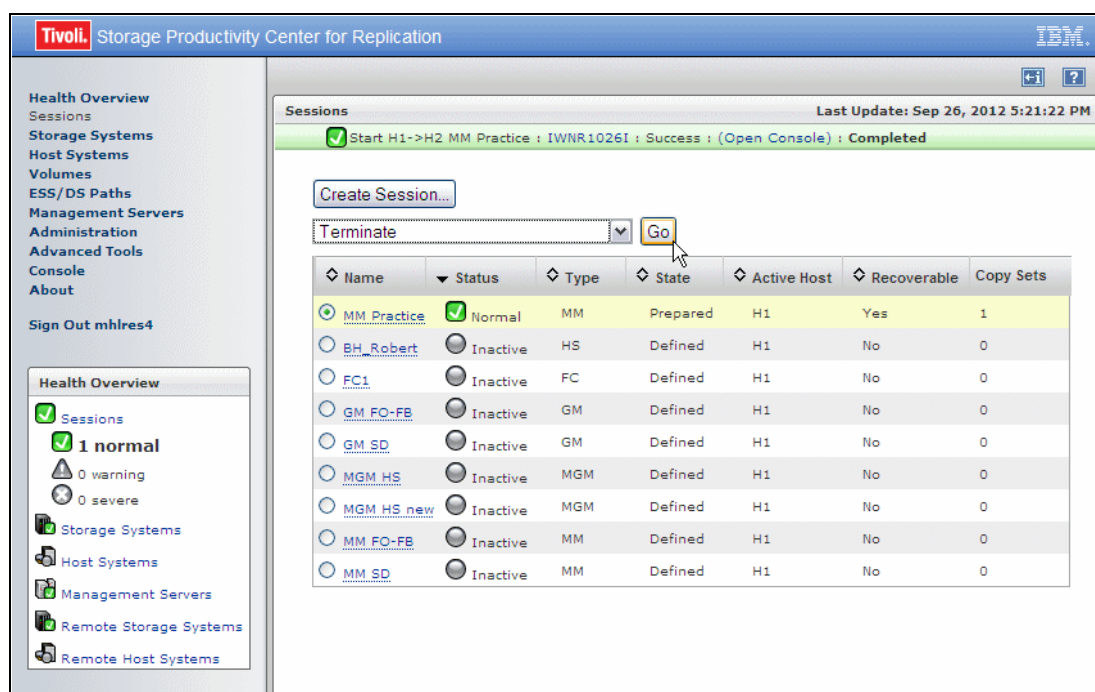 Tivoli. Storage Productivity Center for Replication
IBM.
Health Overview
Sessions
Storage Systems
Host Systems
Volumes
ESS/DS Paths
Management Servers
Administration
Advanced Tools
Console
About
Sign Out mhlres4
Health Overview
Sessions
1 normal
0 warning
0 severe
Storage Systems
Host Systems
Management Servers
Remote Storage Systems
Remote Host Systems
?
Sessions Last Update: Sep 26, 2012 5:21:22 PM
Start H1->H2 MM Practice : IWNR1026I : Success : (Open Console) : Completed
Create Session...
Terminate Go
Name Status Type State Active Host Recoverable Copy Sets
MM Practice Normal MM Prepared H1 Yes 1
BH_Robert Inactive HS Defined H1 No 0
FC1 Inactive FC Defined H1 No 0
GM FO-FB Inactive GM Defined H1 No 0
GM SD Inactive GM Defined H1 No 0
MGM HS Inactive MGM Defined H1 No 0
MGM HS new Inactive MGM Defined H1 No 0
MM FO-FB Inactive MM Defined H1 No 0
MM SD Inactive MM Defined H1 No 0